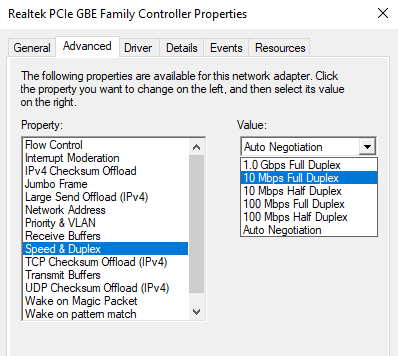 Realtek PCIe GBE Family Controller Properties
General Advanced Driver Details Events Resources
The following properties are available for this network adapter. Click
the property you want to change on the left, and then select its value
on the right.
Property:
Flow Control
Interrupt Moderation
IPv4 Checksum Offload
Jumbo Frame
Large Send Offload (IPv4)
Network Address
Priority & VLAN
Receive Buffers
Speed & Duplex
TCP Checksum Offload (IPv4)
Transmit Buffers
UDP Checksum Offload (IPv4)
Wake on Magic Packet
Wake on pattern match
Value:
Auto Negotiation
1.0 Gbps Full Duplex
10 Mbps Full Duplex
10 Mbps Half Duplex
100 Mbps Full Duplex
100 Mbps Half Duplex
Auto Negotiation